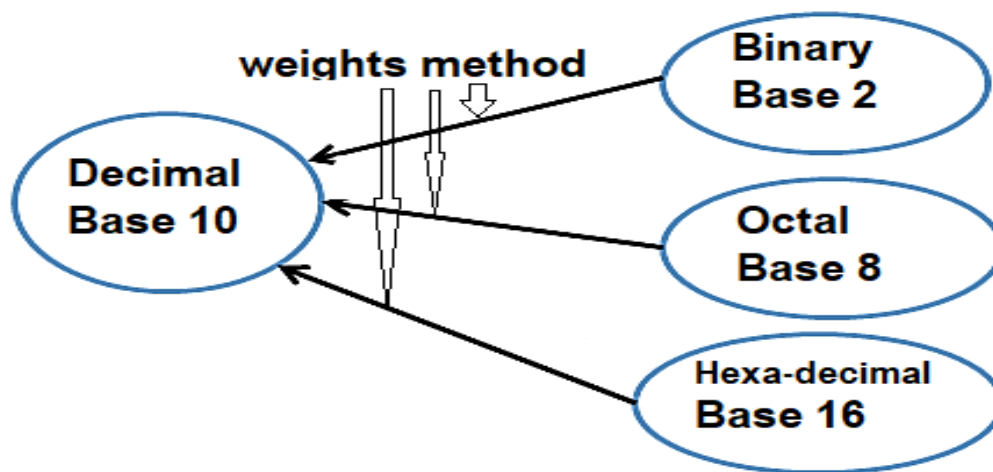 weights method
Binary
Base 2
Decimal
Base 10
Octal
Base 8
Hexa-decimal
Base 16